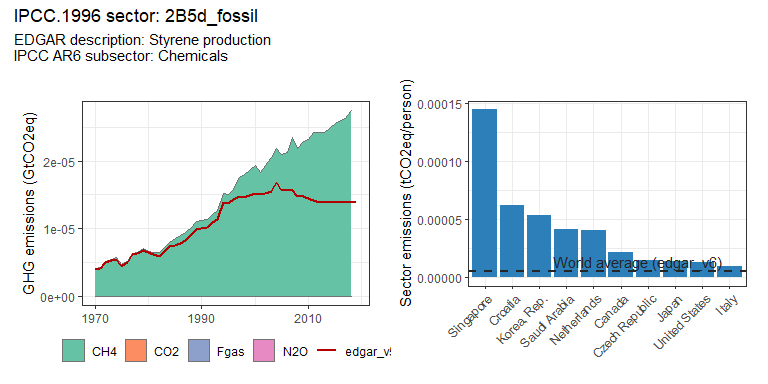 IPCC.1996 sector: 2B5d_fossil
EDGAR description: Styrene production
IPCC AR6 subsector: Chemicals
GHG emissions (GtCO2eq)
2e-05
1e-05
0e+00
1970
1990
2010
CH4
CO2
Fgas
N2O
edgar_v
Sector emissions (tCO2eq/person)
0.00015
0.00010
0.00005
0.00000
World average (edgar_v6)
Singapore
Croatia
Korea, Rep.
Saudi Arabia
Netherlands
Canada
Czech Republic
Japan
United States
Italy